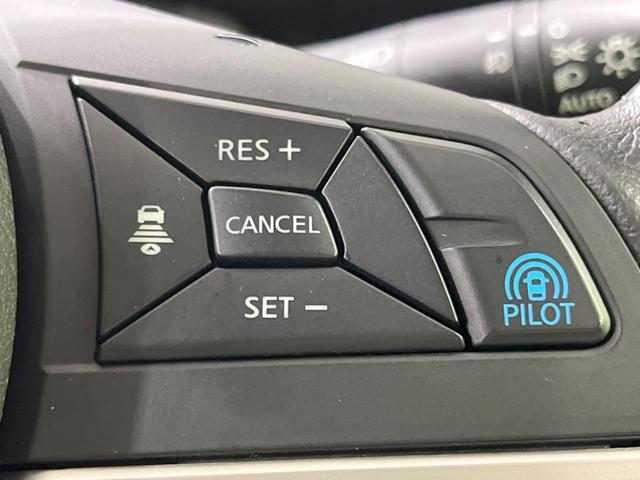 RES +
CANCEL
SET −
PILOT
AUTO